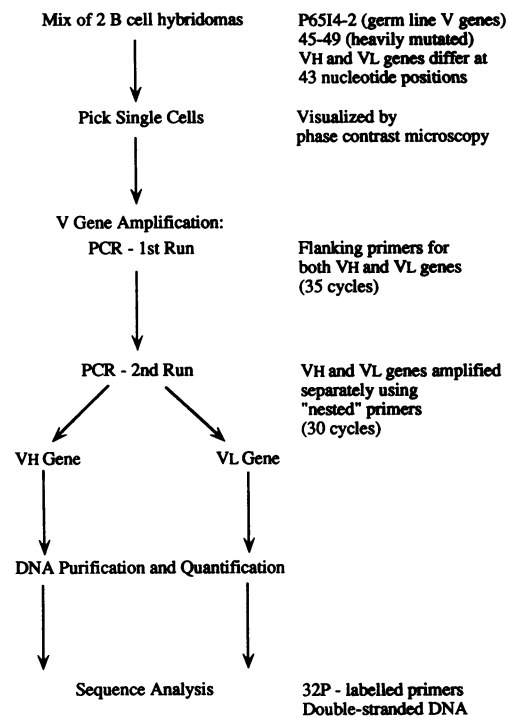 Mix of 2 B cell hybridomas
P65I4-2 (germ line V genes)
45-49 (heavily mutated)
VH and VL genes differ at
43 nucleotide positions
Pick Single Cells
Visualized by
phase contrast microscopy
V Gene Amplification:
PCR - 1st Run
Flanking primers for
both VH and VL genes
(35 cycles)
PCR - 2nd Run
VH and VL genes amplified
separately using
"nested" primers
(30 cycles)
VH Gene
VL Gene
DNA Purification and Quantification
Sequence Analysis
32P - labelled primers
Double-stranded DNA